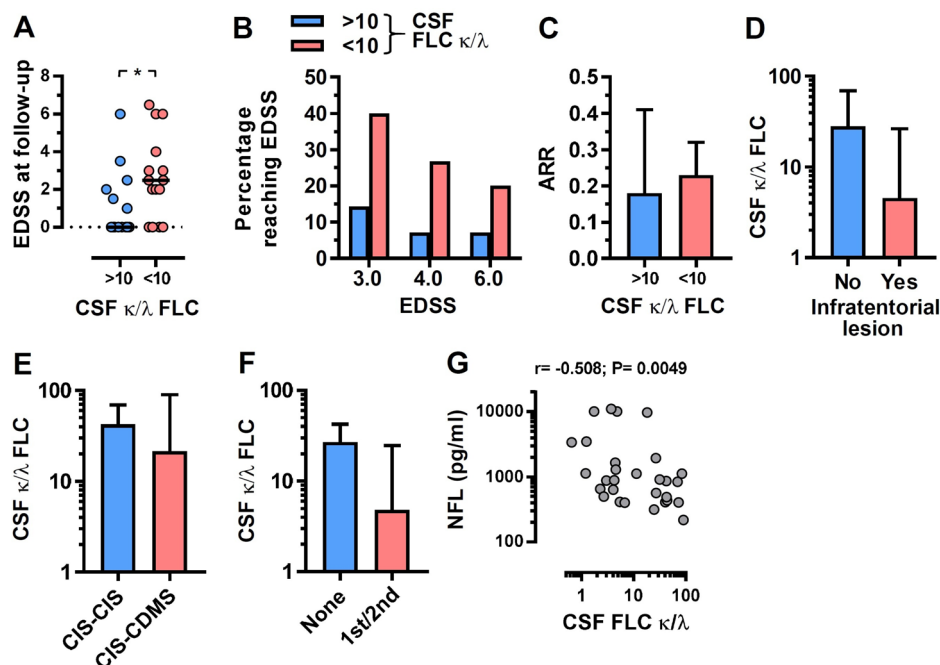 A
EDSS at follow-up
8
6
4
2
0
*
>10 <10
CSF κ/λ FLC
B
>10
<10
CSF
FLC κ/λ
Percentage
reaching EDSS
50
40
30
20
10
0
3.0 4.0 6.0
EDSS
C
ARR
0.5
0.4
0.3
0.2
0.1
0.0
>10 <10
CSF κ/λ FLC
D
CSF κ/λ FLC
100
10
1
No Yes
Infratentorial
lesion
E
CSF κ/λ FLC
100
10
1
CIS-CIS
CIS-CDMS
F
CSF κ/λ FLC
100
10
1
None
1st/2nd
G
r= -0.508; P= 0.0049
NFL (pg/ml)
10000
1000
100
1 10 100
CSF FLC κ/λ